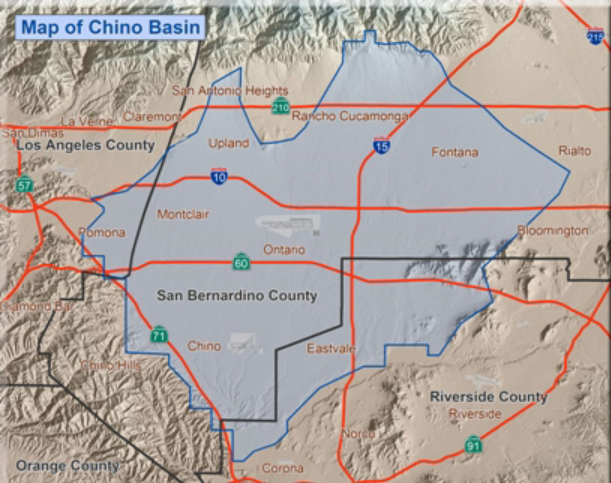 Map of Chino Basin
215
San Antonio Heights
210
La Verne
Claremont
Rancho Cucamonga
San Dimas
Los Angeles County
Upland
15
Fontana
Rialto
57
10
Montclair
Pomona
Bloomington
Ontario
60
San Bernardino County
Diamond Bar
71
Chino
Eastvale
Chino Hills
Riverside County
Riverside
Norco
91
Orange County
Corona